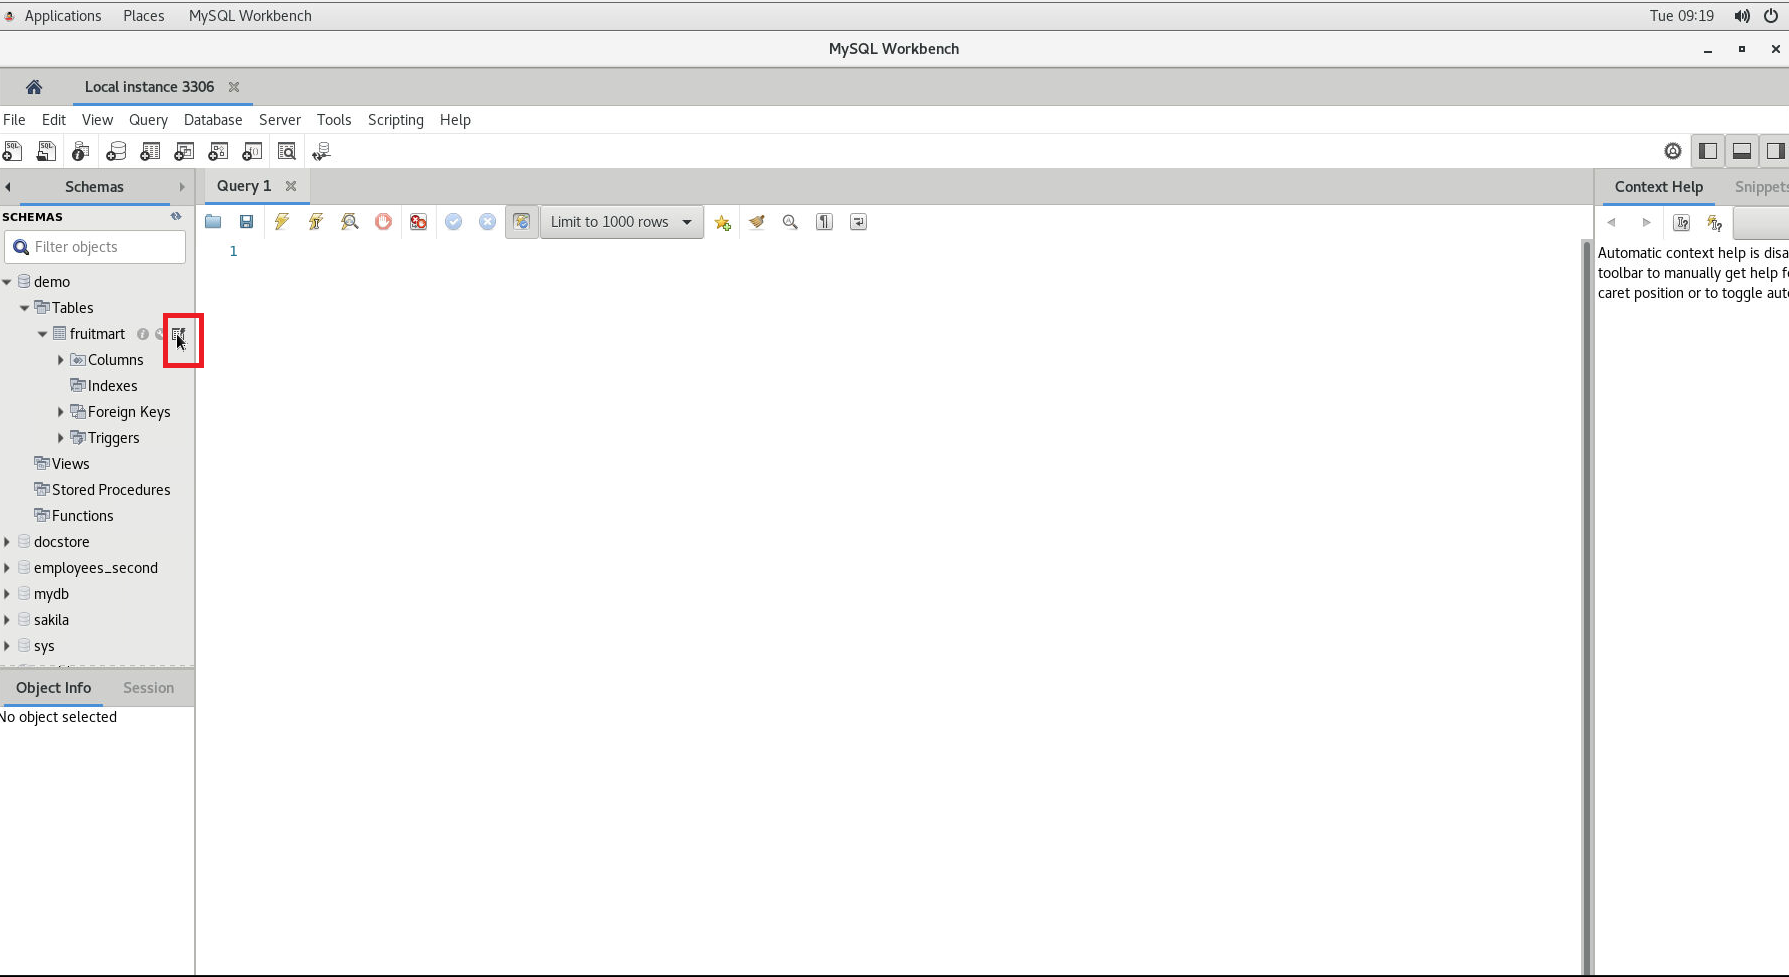 Applications Places MySQL Workbench Tue 09:19
MySQL Workbench
Local instance 3306
File Edit View Query Database Server Tools Scripting Help
Schemas
Query 1
Context Help Snippets
SCHEMAS
Limit to 1000 rows
Filter objects
1
Automatic context help is disa
toolbar to manually get help f
caret position or to toggle aut
demo
Tables
fruitmart
Columns
Indexes
Foreign Keys
Triggers
Views
Stored Procedures
Functions
docstore
employees_second
mydb
sakila
sys
Object Info Session
No object selected